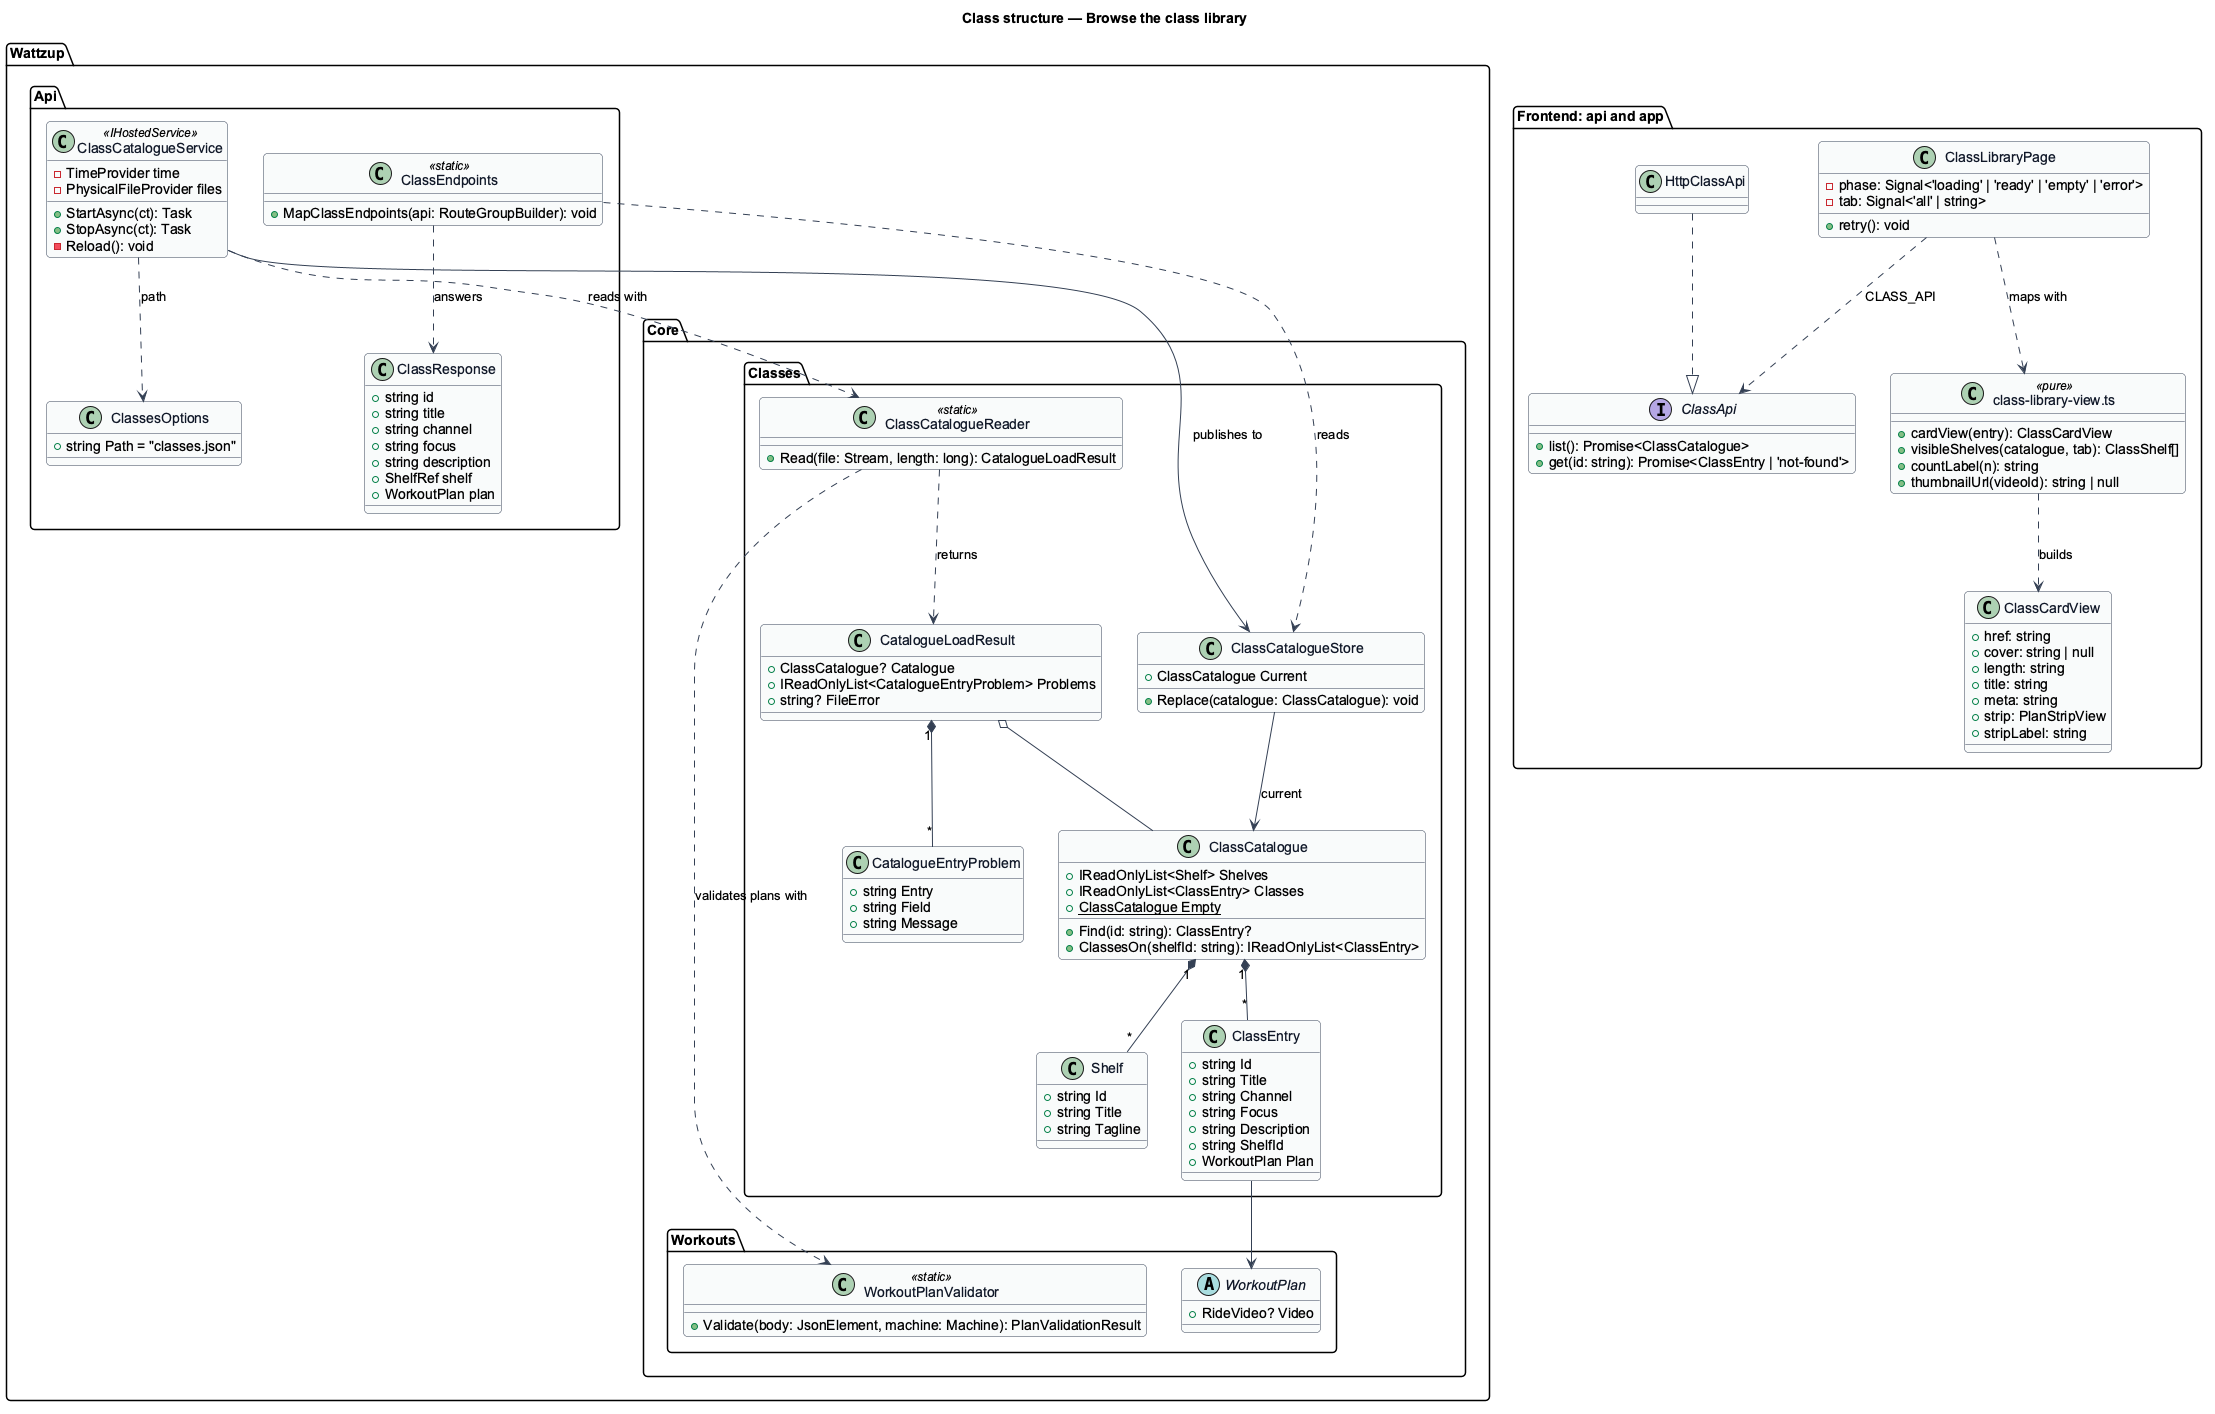 Class structure — Browse the class library
Wattzup
Api
«IHostedService»
ClassCatalogueService
TimeProvider time
PhysicalFileProvider files
StartAsync(ct): Task
StopAsync(ct): Task
Reload(): void
«static»
ClassEndpoints
MapClassEndpoints(api: RouteGroupBuilder): void
path
answers
reads with
ClassesOptions
string Path = "classes.json"
ClassResponse
string id
string title
string channel
string focus
string description
ShelfRef shelf
WorkoutPlan plan
Core
Classes
«static»
ClassCatalogueReader
Read(file: Stream, length: long): CatalogueLoadResult
publishes to
reads
returns
CatalogueLoadResult
ClassCatalogue? Catalogue
IReadOnlyList<CatalogueEntryProblem> Problems
string? FileError
ClassCatalogueStore
ClassCatalogue Current
Replace(catalogue: ClassCatalogue): void
1
*
current
CatalogueEntryProblem
string Entry
string Field
string Message
validates plans with
ClassCatalogue
IReadOnlyList<Shelf> Shelves
IReadOnlyList<ClassEntry> Classes
ClassCatalogue Empty
Find(id: string): ClassEntry?
ClassesOn(shelfId: string): IReadOnlyList<ClassEntry>
1
1
*
*
Shelf
string Id
string Title
string Tagline
ClassEntry
string Id
string Title
string Channel
string Focus
string Description
string ShelfId
WorkoutPlan Plan
Workouts
«static»
WorkoutPlanValidator
Validate(body: JsonElement, machine: Machine): PlanValidationResult
WorkoutPlan
RideVideo? Video
Frontend: api and app
HttpClassApi
ClassLibraryPage
phase: Signal<'loading' | 'ready' | 'empty' | 'error'>
tab: Signal<'all' | string>
retry(): void
CLASS_API
maps with
ClassApi
list(): Promise<ClassCatalogue>
get(id: string): Promise<ClassEntry | 'not-found'>
«pure»
class-library-view.ts
cardView(entry): ClassCardView
visibleShelves(catalogue, tab): ClassShelf[]
countLabel(n): string
thumbnailUrl(videoId): string | null
builds
ClassCardView
href: string
cover: string | null
length: string
title: string
meta: string
strip: PlanStripView
stripLabel: string